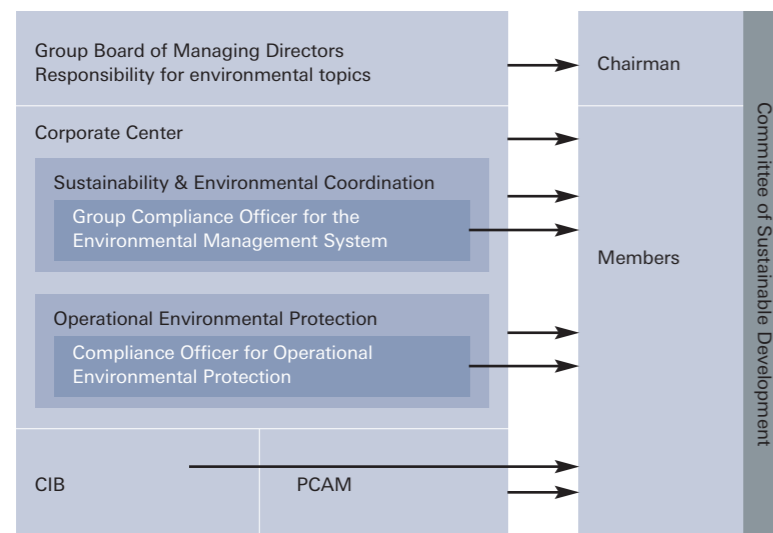 Group Board of Managing Directors
Responsibility for environmental topics
Chairman
Corporate Center
Sustainability & Environmental Coordination
Group Compliance Officer for the
Environmental Management System
Members
Operational Environmental Protection
Compliance Officer for Operational
Environmental Protection
CIB
PCAM
Committee of Sustainable Development